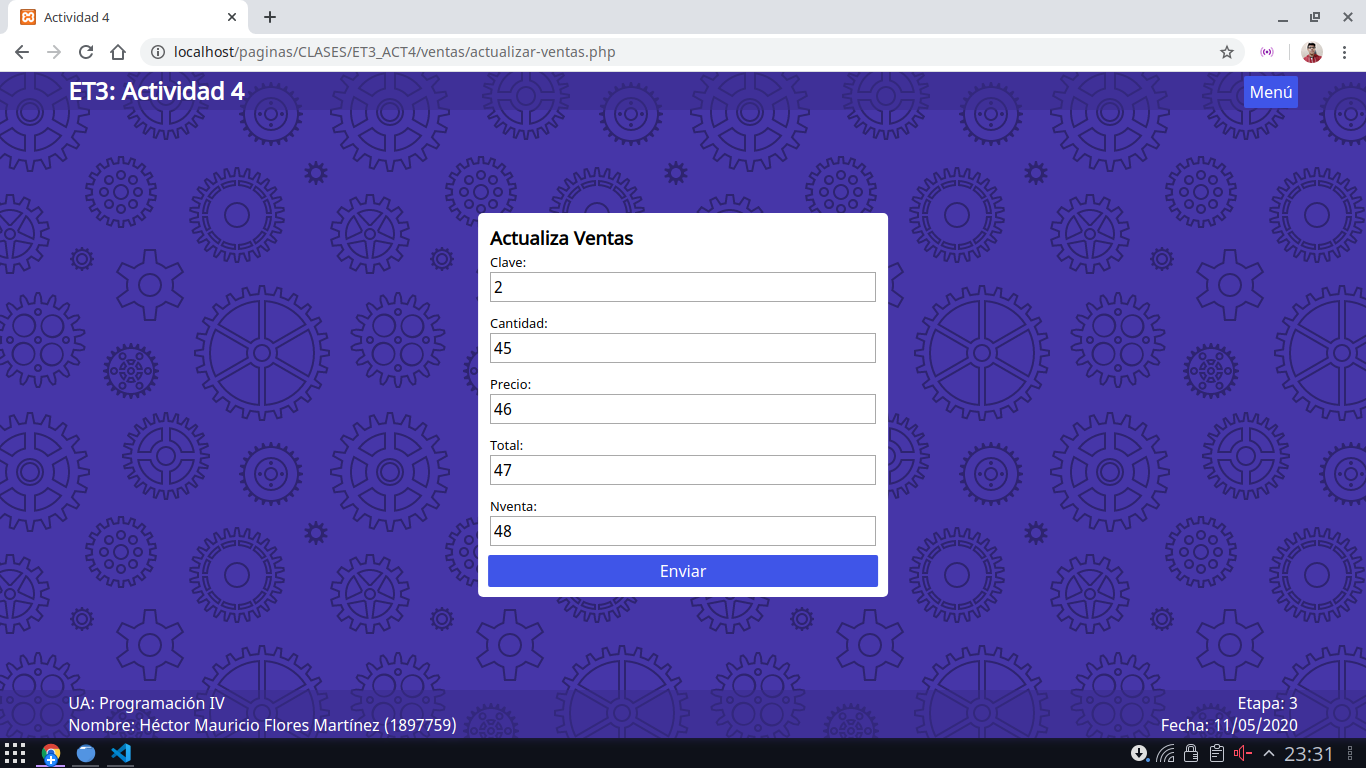 Actividad 4
localhost/paginas/CLASES/ET3_ACT4/ventas/actualizar-ventas.php
ET3: Actividad 4
Menú
Actualiza Ventas
Clave:
2
Cantidad:
45
Precio:
46
Total:
47
Nventa:
48
Enviar
UA: Programación IV
Etapa: 3
Nombre: Héctor Mauricio Flores Martínez (1897759)
Fecha: 11/05/2020
23:31